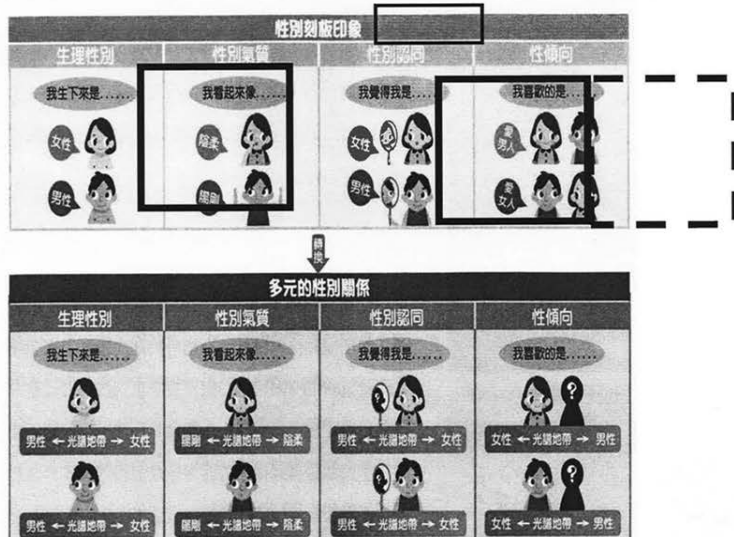 性別刻板印象
生理性別 性別氣質 性別認同 性傾向
我生下來是...... 我看起來像...... 我覺得我是...... 我喜歡的是......
女性 陰柔 女性 愛男人
男性 陽剛 男性 愛女人
轉換
多元的性別關係
生理性別 性別氣質 性別認同 性傾向
我生下來是...... 我看起來像...... 我覺得我是...... 我喜歡的是......
? ?
男性 ← 光譜地帶 → 女性 陽剛 ← 光譜地帶 → 陰柔 男性 ← 光譜地帶 → 女性 女性 ← 光譜地帶 → 男性
? ?
男性 ← 光譜地帶 → 女性 陽剛 ← 光譜地帶 → 陰柔 男性 ← 光譜地帶 → 女性 女性 ← 光譜地帶 → 男性